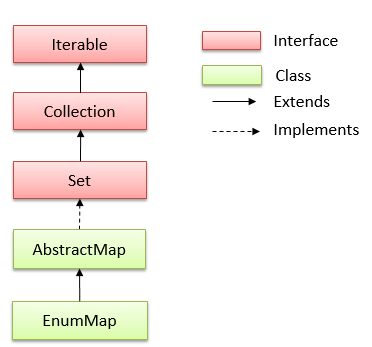 Iterable
Collection
Set
AbstractMap
EnumMap
Interface
Class
Extends
Implements